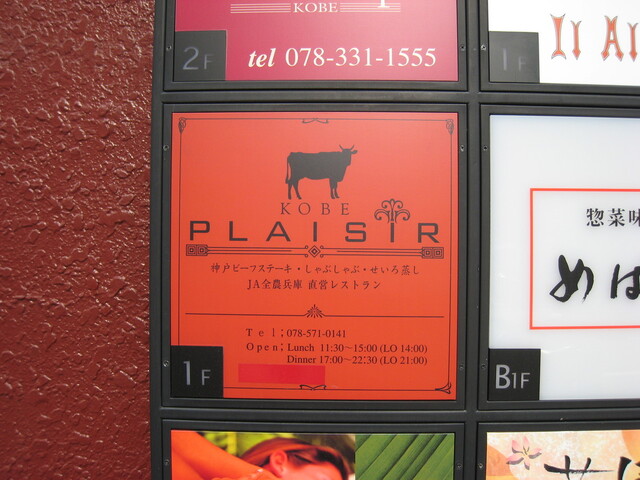 KOBE
2F
tel 078-331-1555
1F
KOBE
PLAISIR
神戸ビーフステーキ・しゃぶしゃぶ・せいろ蒸し
JA全農兵庫 直営レストラン
Tel;078-571-0141
Open; Lunch 11:30~15:00 (LO 14:00)
Dinner 17:00~22:30 (LO 21:00)
1F
惣菜味
めは
B1F